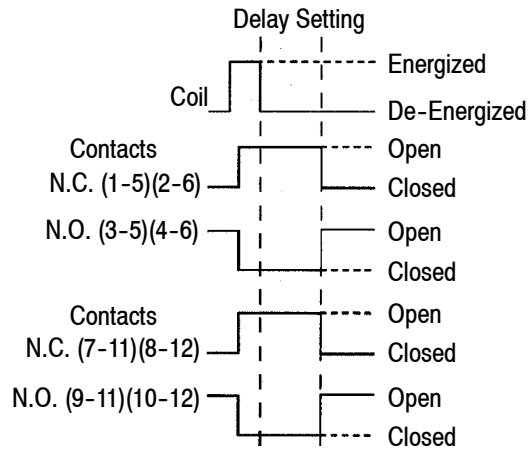 Delay Setting
Energized
Coil
De-Energized
Contacts
Open
N.C. (1-5)(2-6)
Closed
N.O. (3-5)(4-6)
Open
Closed
Contacts
Open
N.C. (7-11)(8-12)
Closed
N.O. (9-11)(10-12)
Open
Closed